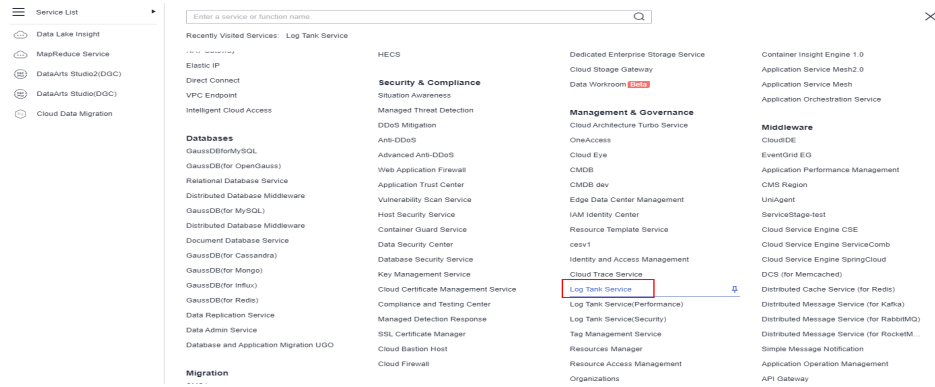 Service List
Data Lake Insight
MapReduce Service
DataArts Studio2(DGC)
DataArts Studio(DGC)
Cloud Data Migration
Enter a service or function name.
Recently Visited Services: Log Tank Service
Elastic IP
Direct Connect
VPC Endpoint
Intelligent Cloud Access
Databases
GaussDBforMySQL
GaussDB(for OpenGauss)
Relational Database Service
Distributed Database Middleware
GaussDB(for MySQL)
Distributed Database Middleware
Document Database Service
GaussDB(for Cassandra)
GaussDB(for Mongo)
GaussDB(for Influx)
GaussDB(for Redis)
Data Replication Service
Data Admin Service
Database and Application Migration UGO
Migration
HECS
Security & Compliance
Situation Awareness
Managed Threat Detection
DDoS Mitigation
Anti-DDoS
Advanced Anti-DDoS
Web Application Firewall
Application Trust Center
Vulnerability Scan Service
Host Security Service
Container Guard Service
Data Security Center
Database Security Service
Key Management Service
Cloud Certificate Management Service
Compliance and Testing Center
Managed Detection Response
SSL Certificate Manager
Cloud Bastion Host
Cloud Firewall
Dedicated Enterprise Storage Service
Cloud Stoage Gateway
Data Workroom Beta
Management & Governance
Cloud Architecture Turbo Service
OneAccess
Cloud Eye
CMDB
CMDB dev
Edge Data Center Management
IAM Identity Center
Resource Template Service
cesv1
Identity and Access Management
Cloud Trace Service
Log Tank Service
Log Tank Service(Performance)
Log Tank Service(Security)
Tag Management Service
Resources Manager
Resource Access Management
Organizations
Container Insight Engine 1.0
Application Service Mesh2.0
Application Service Mesh
Application Orchestration Service
Middleware
CloudIDE
EventGrid EG
Application Performance Management
CMS Region
UniAgent
ServiceStage-test
Cloud Service Engine CSE
Cloud Service Engine ServiceComb
Cloud Service Engine SpringCloud
DCS (for Memcached)
Distributed Cache Service (for Redis)
Distributed Message Service (for Kafka)
Distributed Message Service (for RabbitMQ)
Distributed Message Service (for RocketM...
Simple Message Notification
Application Operation Management
API Gateway